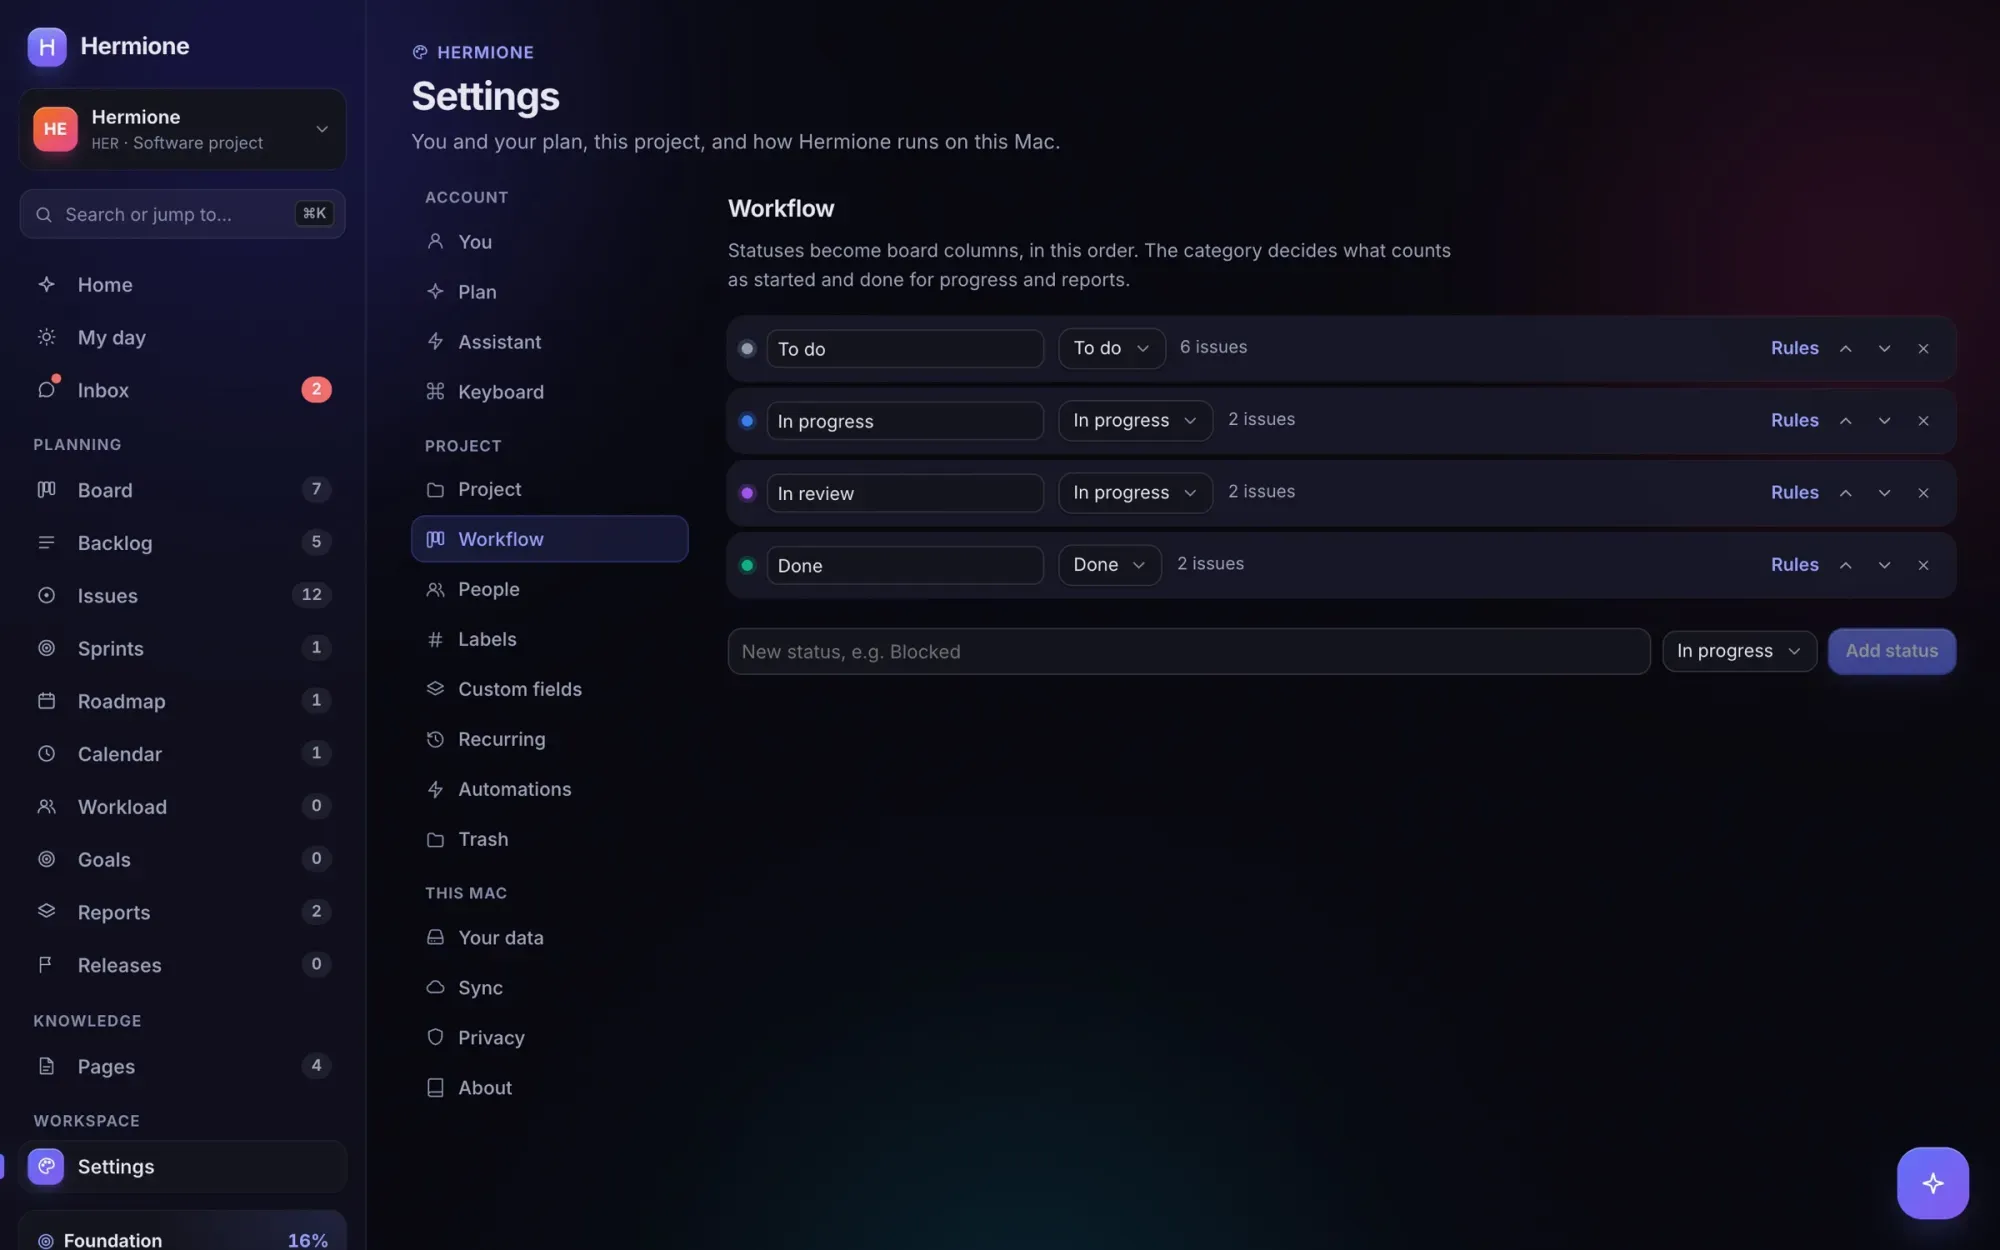 H Hermione
HE Hermione
HER · Software project
Search or jump to... ⌘K
Home
My day
Inbox 2
PLANNING
Board 7
Backlog 5
Issues 12
Sprints 1
Roadmap 1
Calendar 1
Workload 0
Goals 0
Reports 2
Releases 0
KNOWLEDGE
Pages 4
WORKSPACE
Settings
Foundation 16%
HERMIONE
Settings
You and your plan, this project, and how Hermione runs on this Mac.
ACCOUNT
You
Plan
Assistant
Keyboard
PROJECT
Project
Workflow
People
Labels
Custom fields
Recurring
Automations
Trash
THIS MAC
Your data
Sync
Privacy
About
Workflow
Statuses become board columns, in this order. The category decides what counts
as started and done for progress and reports.
To do To do 6 issues Rules
In progress In progress 2 issues Rules
In review In progress 2 issues Rules
Done Done 2 issues Rules
New status, e.g. Blocked In progress Add status